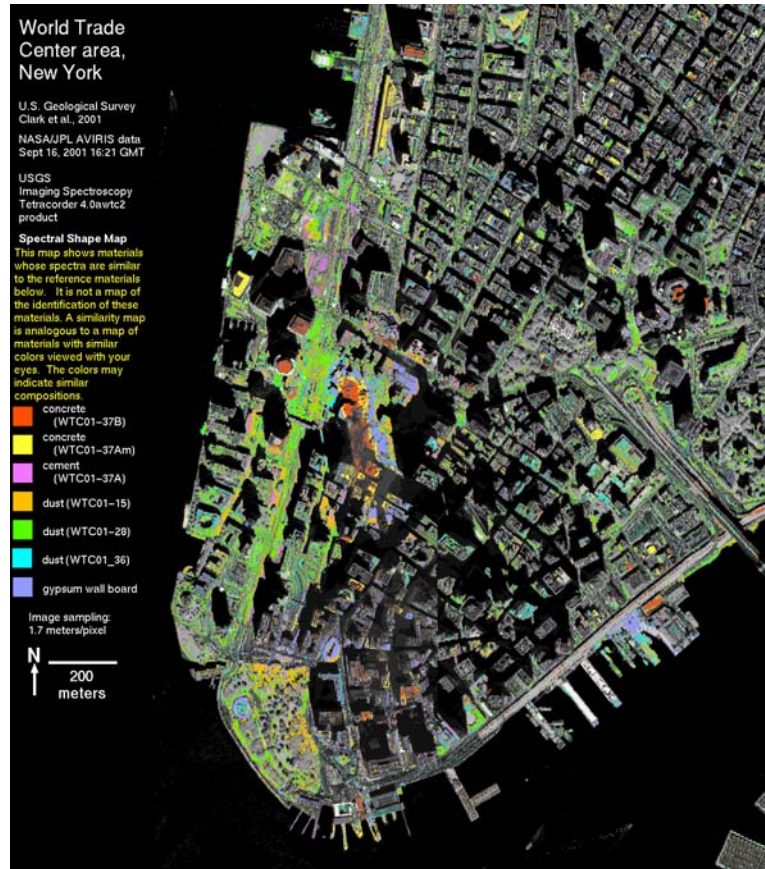 World Trade
Center area,
New York
U.S. Geological Survey
Clark et al., 2001
NASA/JPL AVIRIS data
Sept 16, 2001 16:21 GMT
USGS
Imaging Spectroscopy
Tetracorder 4.0awtc2
product
Spectral Shape Map
This map shows materials
whose spectra are similar
to the reference materials
below. It is not a map of
the identification of these
materials. A similarity map
is analogous to a map of
materials with similar
colors viewed with your
eyes. The colors may
indicate similar
compositions.
concrete
(WTC01-37B)
concrete
(WTC01-37Am)
cement
(WTC01-37A)
dust (WTC01-15)
dust (WTC01-28)
dust (WTC01_36)
gypsum wall board
Image sampling:
1.7 meters/pixel
N
200
meters